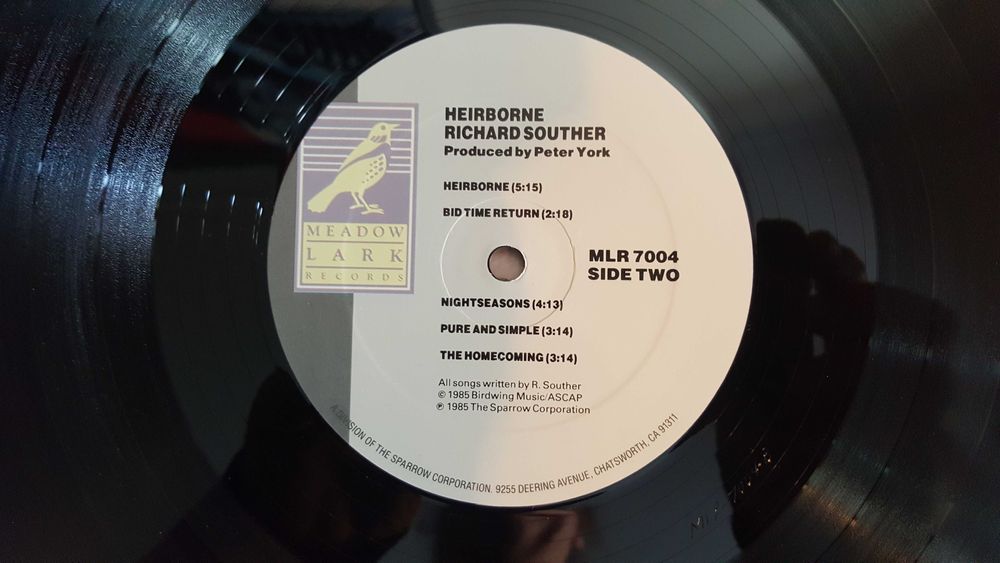 HEIRBORNE
RICHARD SOUTHER
Produced by Peter York
HEIRBORNE (5:15)
BID TIME RETURN (2:18)
MEADOW
LARK
RECORDS
MLR 7004
SIDE TWO
NIGHTSEASONS (4:13)
PURE AND SIMPLE (3:14)
THE HOMECOMING (3:14)
All songs written by R. Souther
© 1985 Birdwing Music/ASCAP
℗ 1985 The Sparrow Corporation
A DIVISION OF THE SPARROW CORPORATION. 9255 DEERING AVENUE, CHATSWORTH, CA 91311